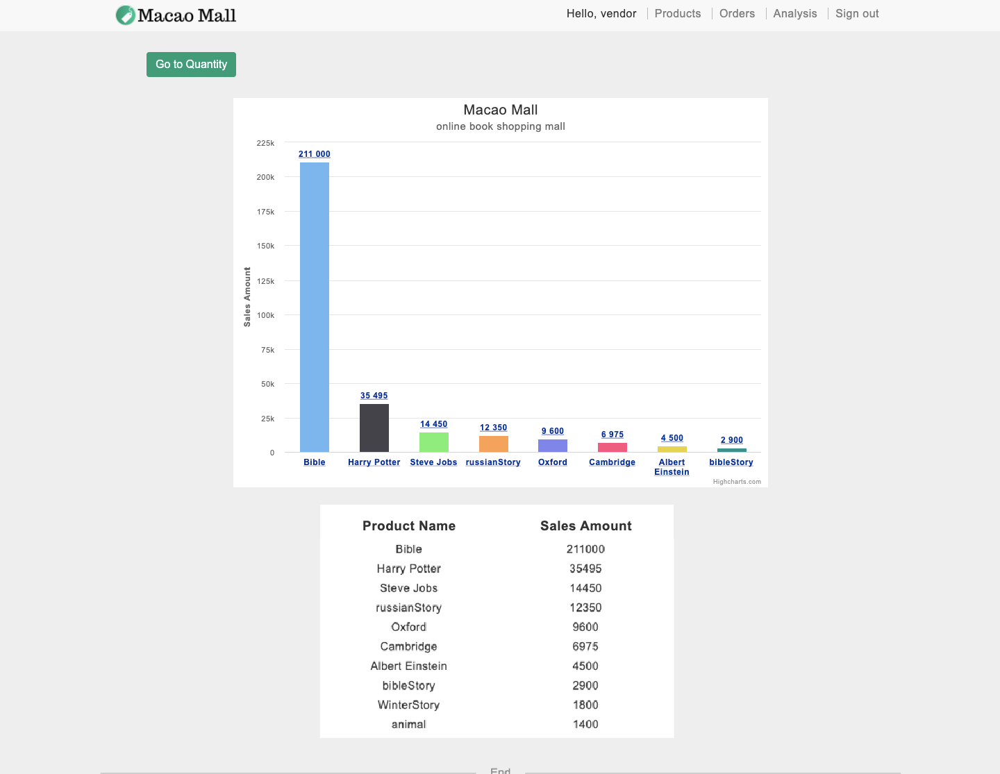 Macao Mall
Hello, vendor Products Orders Analysis Sign out
Go to Quantity
Macao Mall
online book shopping mall
Sales Amount
225k
200k
175k
150k
125k
100k
75k
50k
25k
0
211 000
35 495
14 450
12 350
9 600
6 975
4 500
2 900
Bible
Harry Potter
Steve Jobs
russianStory
Oxford
Cambridge
Albert
Einstein
bibleStory
Highcharts.com
Product Name Sales Amount
Bible 211000
Harry Potter 35495
Steve Jobs 14450
russianStory 12350
Oxford 9600
Cambridge 6975
Albert Einstein 4500
bibleStory 2900
WinterStory 1800
animal 1400
End